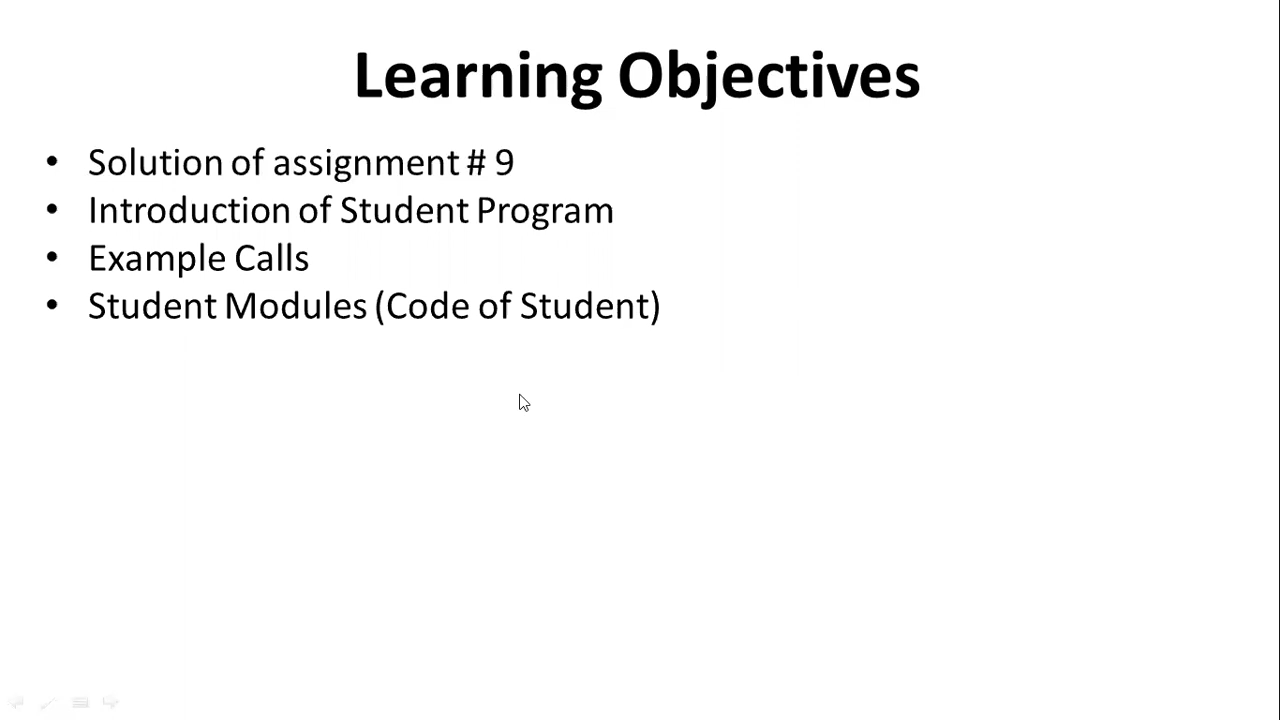 Learning Objectives
• Solution of assignment # 9
• Introduction of Student Program
• Example Calls
• Student Modules (Code of Student)